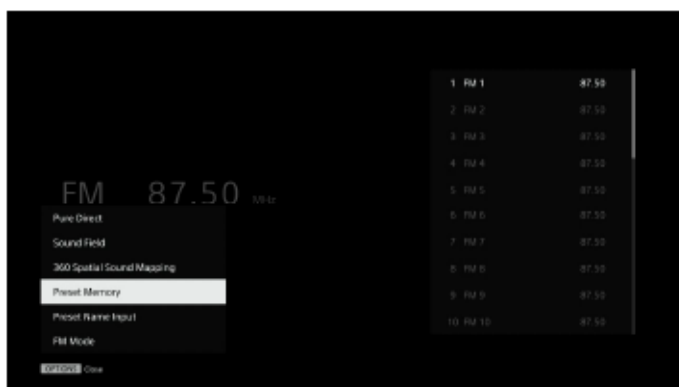 FM 87.50 MHz
Pure Direct
Sound Field
360 Spatial Sound Mapping
Preset Memory
Preset Name Input
FM Mode
OPTIONS Close
1 FM 1 87.50
2 FM 2 87.50
3 FM 3 87.50
4 FM 4 87.50
5 FM 5 87.50
6 FM 6 87.50
7 FM 7 87.50
8 FM 8 87.50
9 FM 9 87.50
10 FM 10 87.50